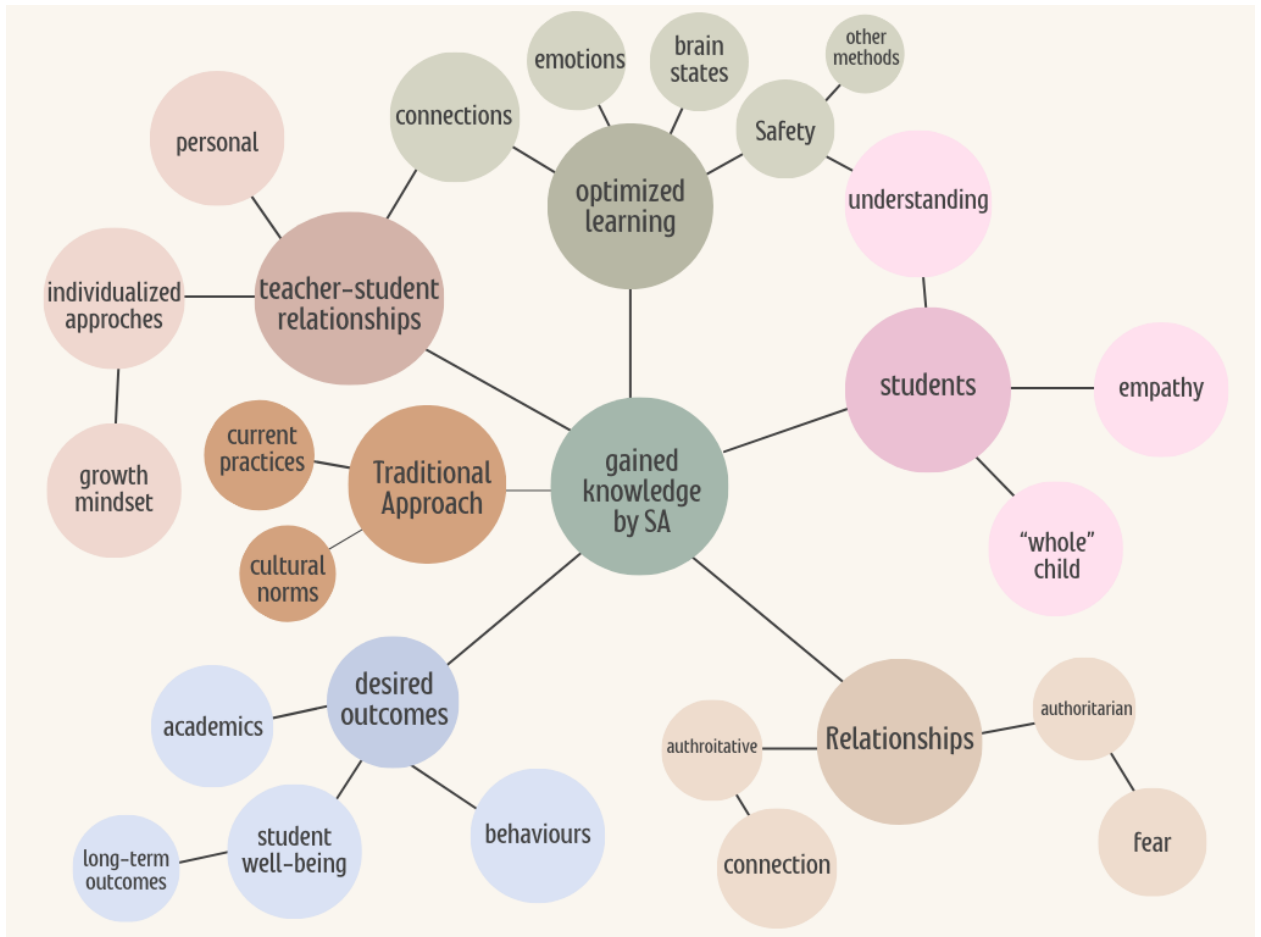 other
methods
emotions
brain
states
connections
Safety
personal
optimized
learning
understanding
individualized
approches
teacher-student
relationships
students
empathy
growth
mindset
current
practices
Traditional
Approach
cultural
norms
gained
knowledge
by SA
“whole”
child
desired
outcomes
academics
student
well-being
behaviours
long-term
outcomes
Relationships
authroitative
authoritarian
connection
fear